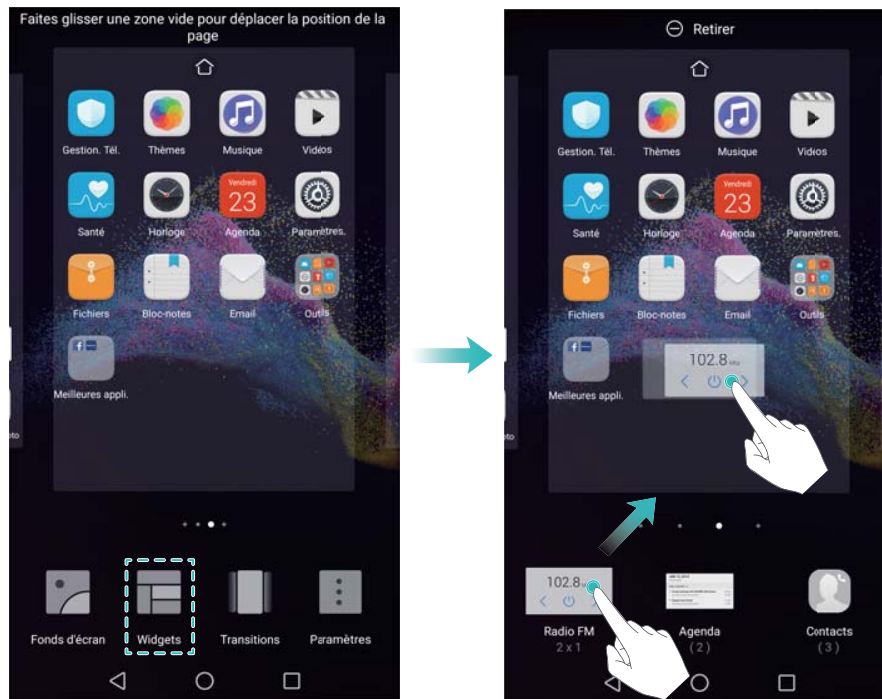 Faites glisser une zone vide pour déplacer la position de la
page
Gestion. Tél. Thèmes Musique Vidéos
Vendredi
23
Santé Horloge Agenda Paramètres.
Fichiers Bloc-notes Email Outils
Meilleures appli.
oto
Fonds d'écran Widgets Transitions Paramètres
Retirer
Gestion. Tél. Thèmes Musique Vidéos
Vendredi
23
Santé Horloge Agenda Paramètres.
Fichiers Bloc-notes Email Outils
102.8 MHz
Meilleures appli.
oto
102.8
Radio FM Agenda Contacts
2 x 1 (2) (3)